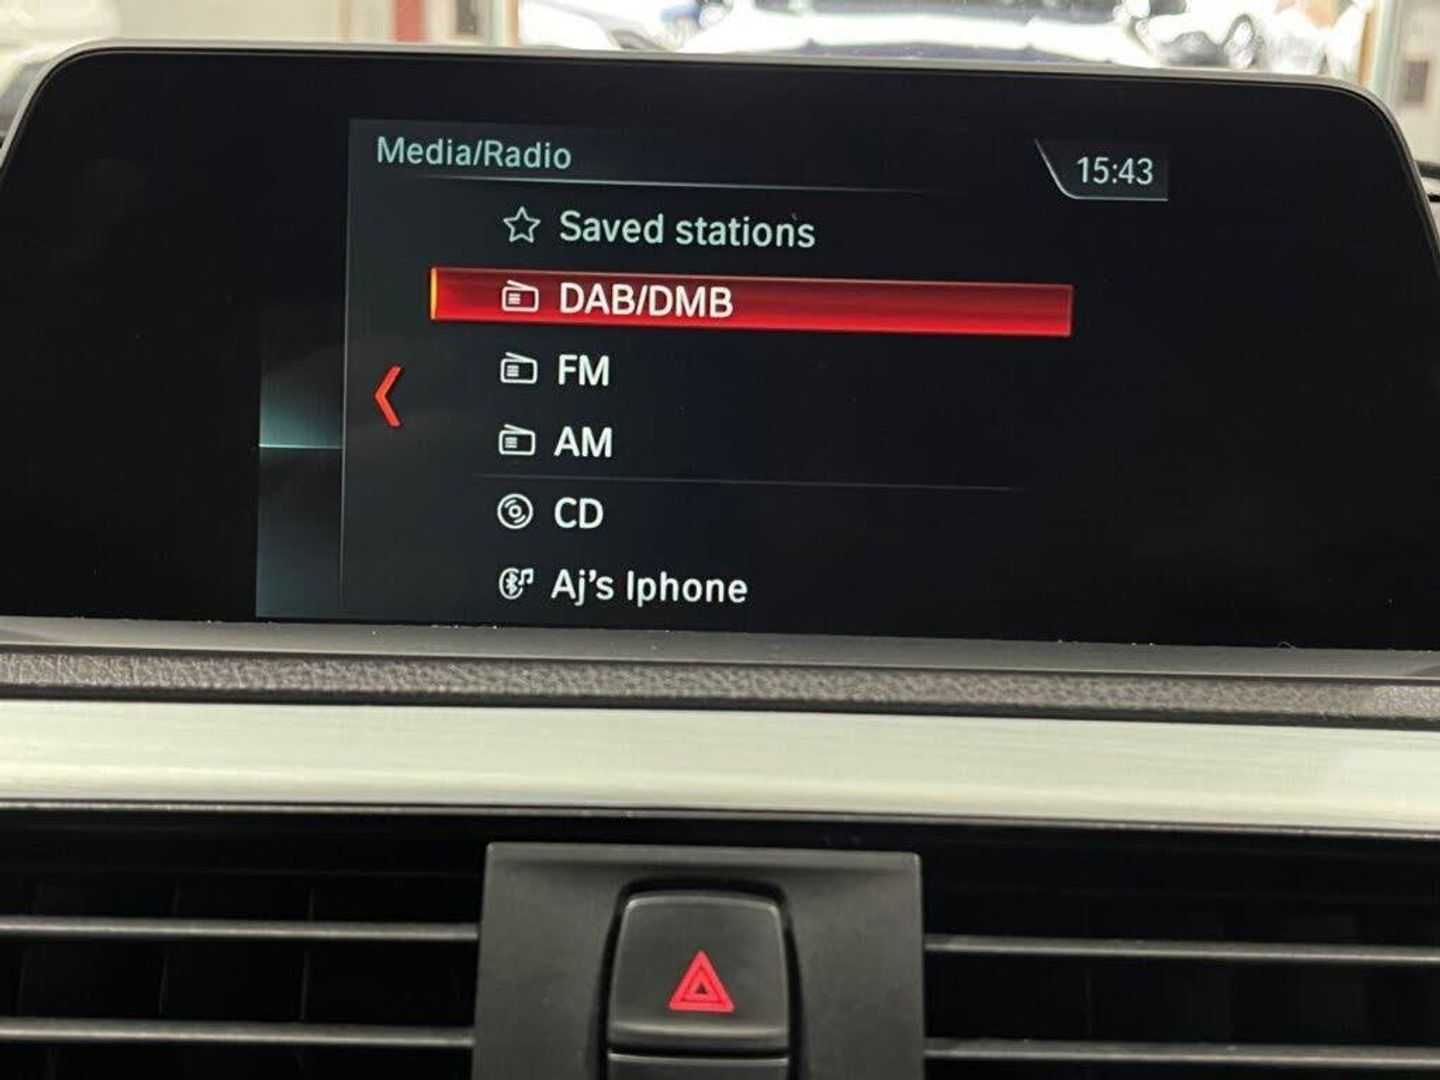 Media/Radio
15:43
Saved stations
DAB/DMB
FM
AM
CD
Aj's Iphone